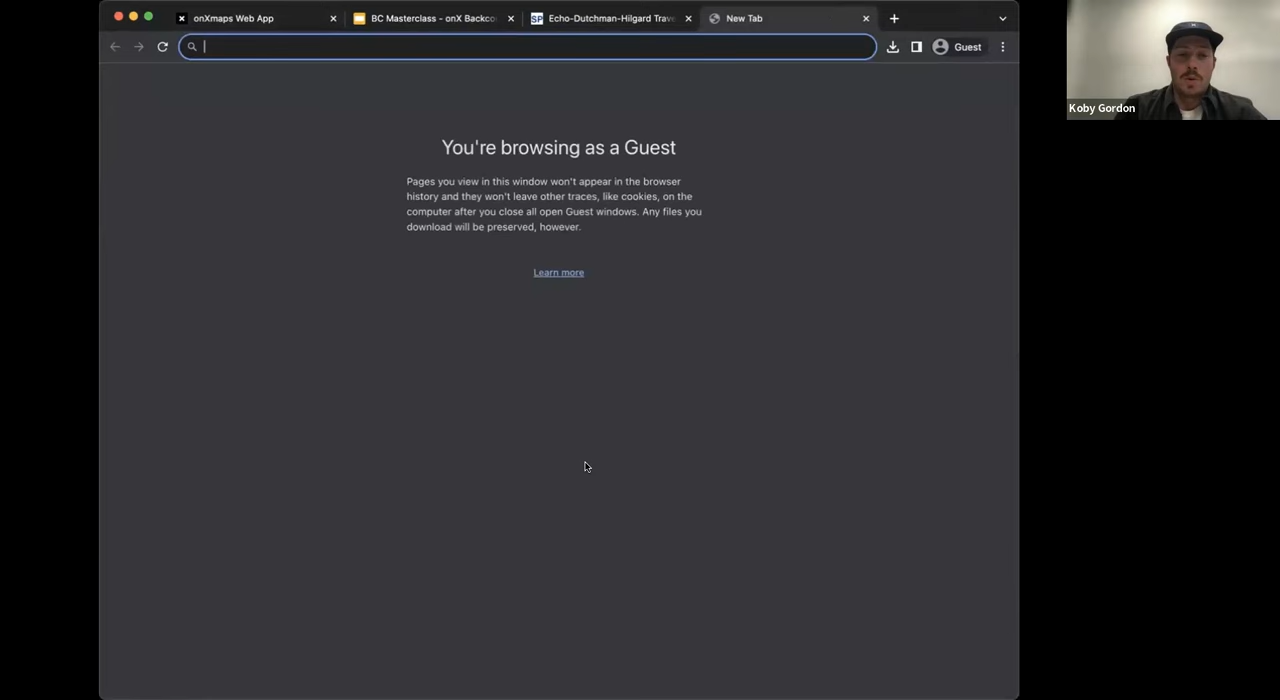 onXmaps Web App
BC Masterclass - onX Backco
Echo-Dutchman-Hilgard Trave
New Tab
Guest
You're browsing as a Guest
Pages you view in this window won't appear in the browser
history and they won't leave other traces, like cookies, on the
computer after you close all open Guest windows. Any files you
download will be preserved, however.
Learn more
Koby Gordon